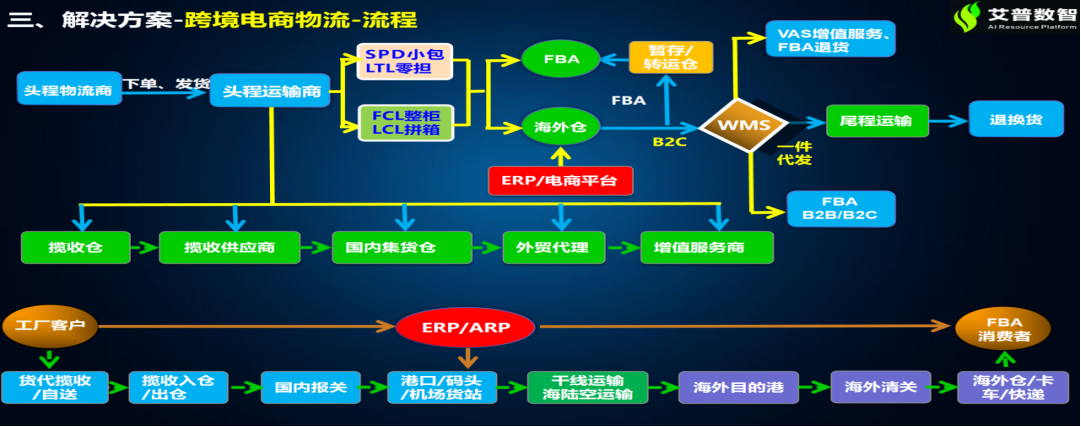 三、解决方案-跨境电商物流-流程
艾普数智
AI Resource Platform
头程物流商
下单、发货
头程运输商
SPD小包
LTL零担
FCL整柜
LCL拼箱
FBA
海外仓
ERP/电商平台
暂存/
转运仓
FBA
B2C
WMS
VAS增值服务、
FBA退货
尾程运输
退换货
一件
代发
FBA
B2B/B2C
揽收仓
揽收供应商
国内集货仓
外贸代理
增值服务商
工厂客户
ERP/ARP
FBA
消费者
货代揽收
/自送
揽收入仓
/出仓
国内报关
港口/码头
/机场货站
干线运输
海陆空运输
海外目的港
海外清关
海外仓/卡
车/快递